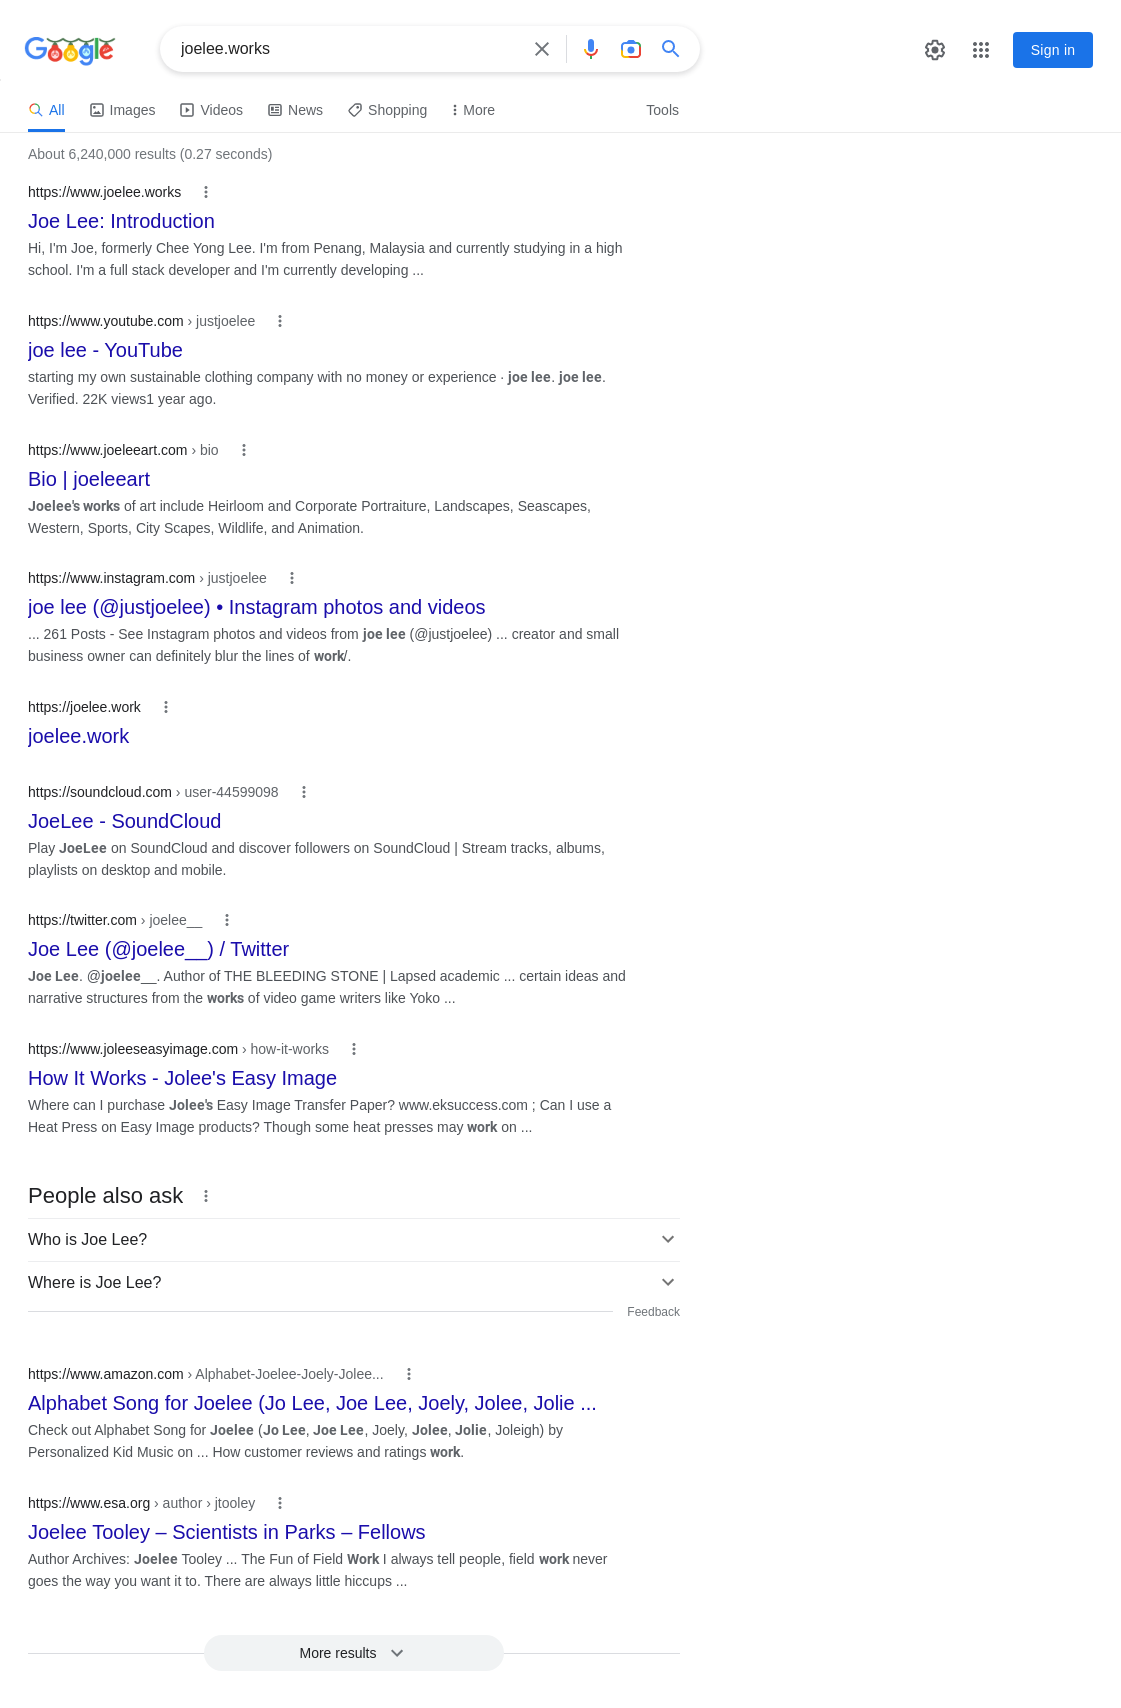 Google
joelee.works
Sign in
All Images Videos News Shopping More Tools
About 6,240,000 results (0.27 seconds)
https://www.joelee.works
Joe Lee: Introduction
Hi, I'm Joe, formerly Chee Yong Lee. I'm from Penang, Malaysia and currently studying in a high
school. I'm a full stack developer and I'm currently developing ...
https://www.youtube.com › justjoelee
joe lee - YouTube
starting my own sustainable clothing company with no money or experience · joe lee. joe lee.
Verified. 22K views1 year ago.
https://www.joeleeart.com › bio
Bio | joeleeart
Joelee's works of art include Heirloom and Corporate Portraiture, Landscapes, Seascapes,
Western, Sports, City Scapes, Wildlife, and Animation.
https://www.instagram.com › justjoelee
joe lee (@justjoelee) • Instagram photos and videos
... 261 Posts - See Instagram photos and videos from joe lee (@justjoelee) ... creator and small
business owner can definitely blur the lines of work/.
https://joelee.work
joelee.work
https://soundcloud.com › user-44599098
JoeLee - SoundCloud
Play JoeLee on SoundCloud and discover followers on SoundCloud | Stream tracks, albums,
playlists on desktop and mobile.
https://twitter.com › joelee__
Joe Lee (@joelee__) / Twitter
Joe Lee. @joelee__. Author of THE BLEEDING STONE | Lapsed academic ... certain ideas and
narrative structures from the works of video game writers like Yoko ...
https://www.joleeseasyimage.com › how-it-works
How It Works - Jolee's Easy Image
Where can I purchase Jolee's Easy Image Transfer Paper? www.eksuccess.com ; Can I use a
Heat Press on Easy Image products? Though some heat presses may work on ...
People also ask
Who is Joe Lee?
Where is Joe Lee?
Feedback
https://www.amazon.com › Alphabet-Joelee-Joely-Jolee...
Alphabet Song for Joelee (Jo Lee, Joe Lee, Joely, Jolee, Jolie ...
Check out Alphabet Song for Joelee (Jo Lee, Joe Lee, Joely, Jolee, Jolie, Joleigh) by
Personalized Kid Music on ... How customer reviews and ratings work.
https://www.esa.org › author › jtooley
Joelee Tooley – Scientists in Parks – Fellows
Author Archives: Joelee Tooley ... The Fun of Field Work I always tell people, field work never
goes the way you want it to. There are always little hiccups ...
More results